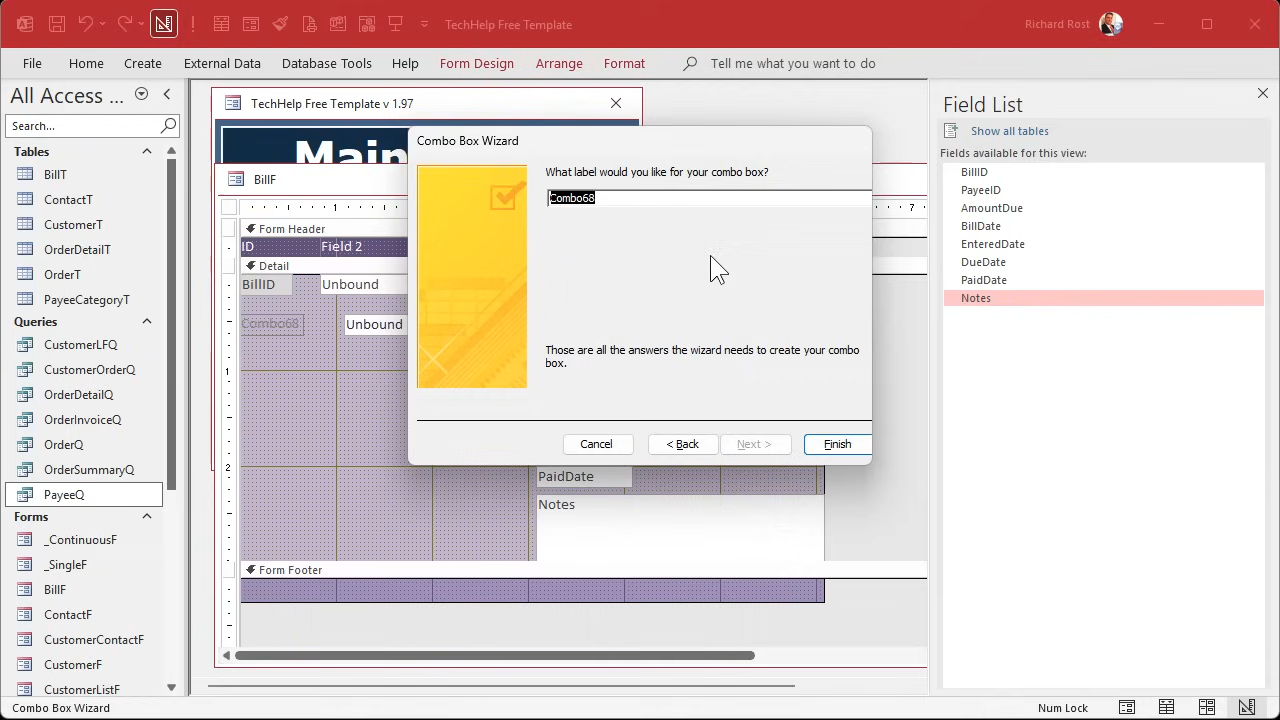 TechHelp Free Template
Richard Rost
File
Home
Create
External Data
Database Tools
Help
Form Design
Arrange
Format
Tell me what you want to do
All Access ...
Search...
Tables
BillT
ContactT
CustomerT
OrderDetailT
OrderT
PayeeCategoryT
Queries
CustomerLFQ
CustomerOrderQ
OrderDetailQ
OrderInvoiceQ
OrderQ
OrderSummaryQ
PayeeQ
Forms
_ContinuousF
_SingleF
BillF
ContactF
CustomerContactF
CustomerF
CustomerListF
TechHelp Free Template v 1.97
Main
BillF
1
7
Form Header
ID
Field 2
Detail
BillID
Unbound
Combo68
Unbound
1
2
PaidDate
Notes
Form Footer
Combo Box Wizard
What label would you like for your combo box?
Combo68
Those are all the answers the wizard needs to create your combo
box.
Cancel
< Back
Next >
Finish
Field List
Show all tables
Fields available for this view:
BillID
PayeeID
AmountDue
BillDate
EnteredDate
DueDate
PaidDate
Notes
Combo Box Wizard
Num Lock